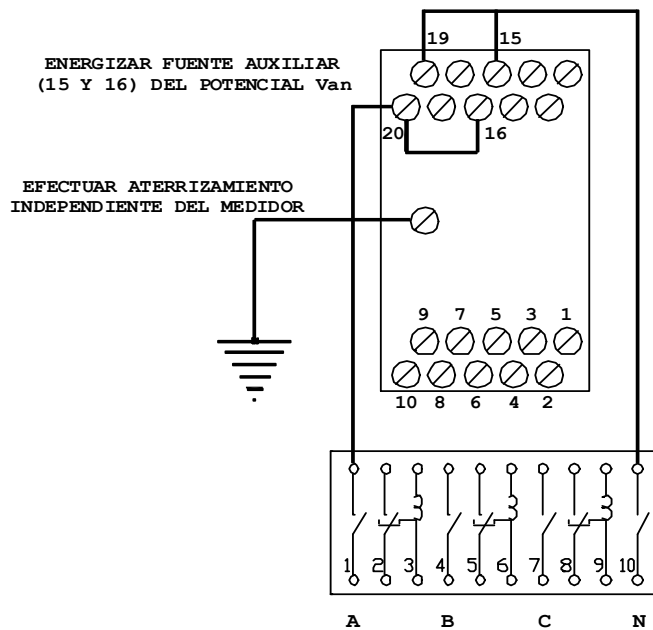 19 15
ENERGIZAR FUENTE AUXILIAR
(15 Y 16) DEL POTENCIAL Van
20 16
EFECTUAR ATERRIZAMIENTO
INDEPENDIENTE DEL MEDIDOR
9 7 5 3 1
10 8 6 4 2
1 2 3 4 5 6 7 8 9 10
A B C N